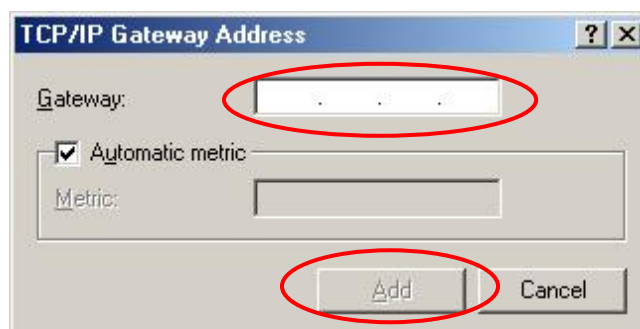 TCP/IP Gateway Address
Gateway:
. . .
Automatic metric
Metric:
Add Cancel